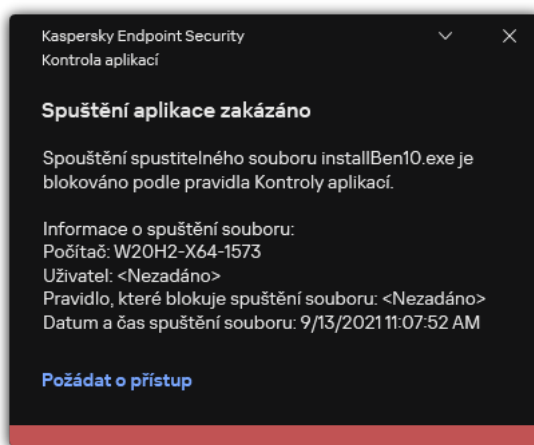 Kaspersky Endpoint Security
Kontrola aplikací
Spuštění aplikace zakázáno
Spouštění spustitelného souboru installBen10.exe je
blokováno podle pravidla Kontroly aplikací.
Informace o spuštění souboru:
Počítač: W20H2-X64-1573
Uživatel: <Nezadáno>
Pravidlo, které blokuje spuštění souboru: <Nezadáno>
Datum a čas spuštění souboru: 9/13/2021 11:07:52 AM
Požádat o přístup